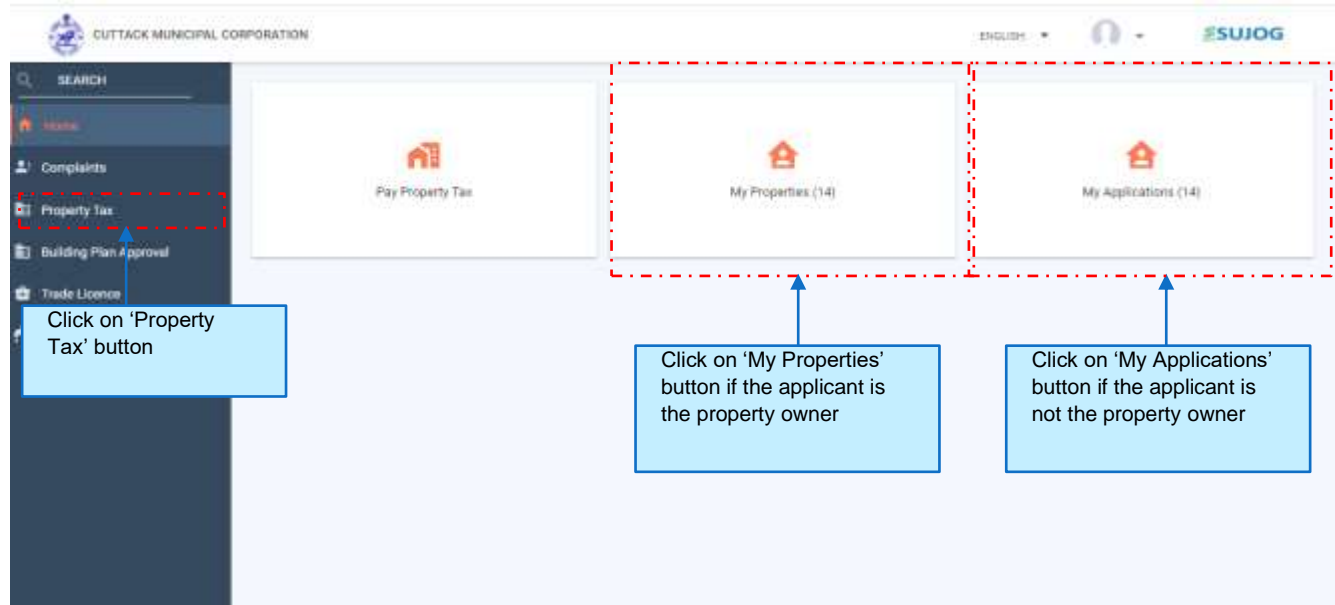 CUTTACK MUNICIPAL CORPORATION
ENGLISH
SUJOG
SEARCH
Home
Complaints
Property Tax
Building Plan Approval
Trade Licence
Pay Property Tax
My Properties (14)
My Applications (14)
Click on ‘Property
Tax’ button
Click on ‘My Properties’
button if the applicant is
the property owner
Click on ‘My Applications’
button if the applicant is
not the property owner